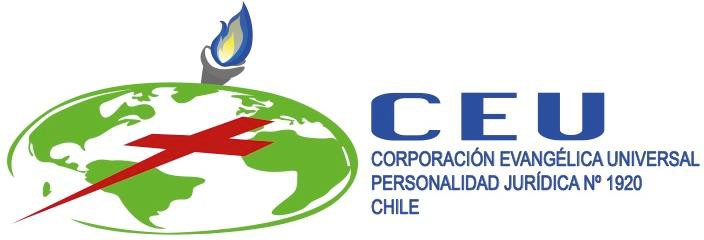 CEU
CORPORACIÓN EVANGÉLICA UNIVERSAL
PERSONALIDAD JURÍDICA Nº 1920
CHILE